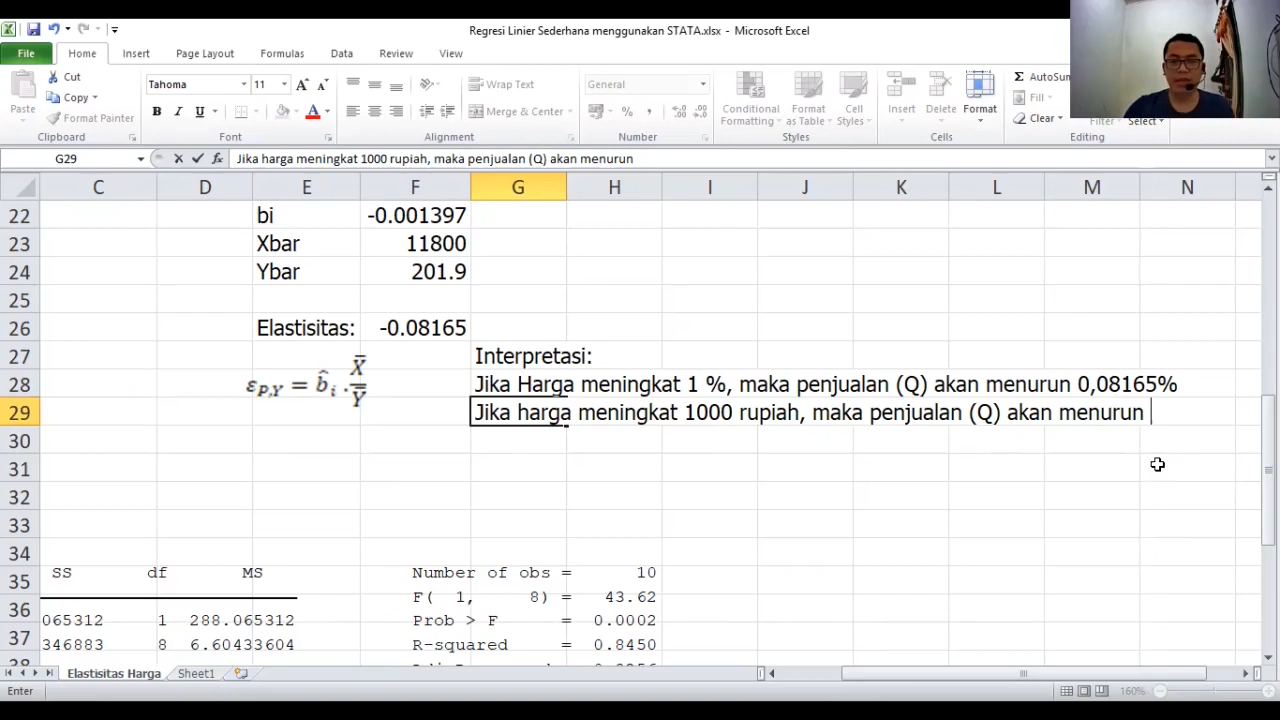 Regresi Linier Sederhana menggunakan STATA.xlsx - Microsoft Excel
File Home Insert Page Layout Formulas Data Review View
Paste Cut Copy Format Painter Clipboard
Tahoma 11 B I U A Font
Wrap Text Merge & Center Alignment
General % , Number
Conditional Formatting Format as Table Cell Styles Styles
Insert Delete Format Cells
Σ AutoSum Fill Clear Filter Select Editing
G29 fx Jika harga meningkat 1000 rupiah, maka penjualan (Q) akan menurun
C D E F G H I J K L M N
22 bi -0.001397
23 Xbar 11800
24 Ybar 201.9
25
26 Elastisitas: -0.08165
27 Interpretasi:
28 Jika Harga meningkat 1 %, maka penjualan (Q) akan menurun 0,08165%
εP,Y = b̂i . X̄/Ȳ
29 Jika harga meningkat 1000 rupiah, maka penjualan (Q) akan menurun
30
31
32
33
34
35 SS df MS Number of obs = 10
36 F( 1, 8) = 43.62
065312 1 288.065312 Prob > F = 0.0002
37 346883 8 6.60433604 R-squared = 0.8450
Elastisitas Harga Sheet1
Enter 160%